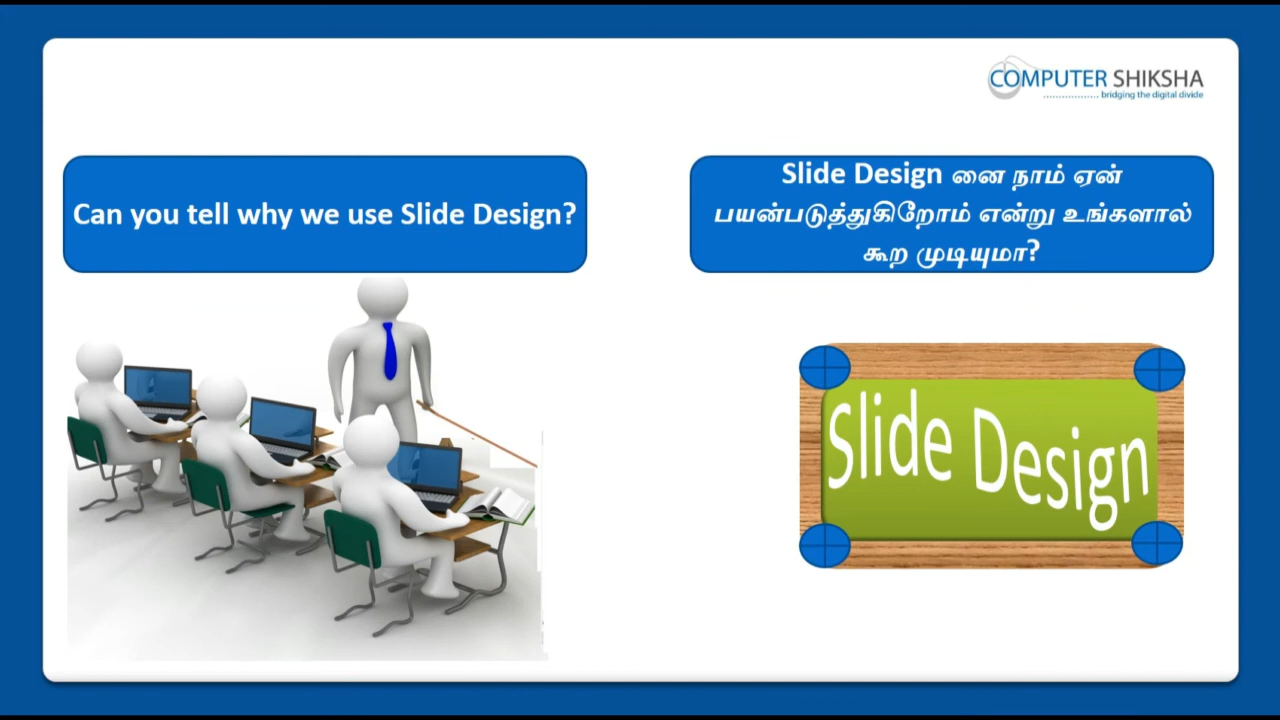 COMPUTER SHIKSHA
bridging the digital divide
Can you tell why we use Slide Design?
Slide Design னை நாம் ஏன்
பயன்படுத்துகிறோம் என்று உங்களால்
கூற முடியுமா?
Slide Design